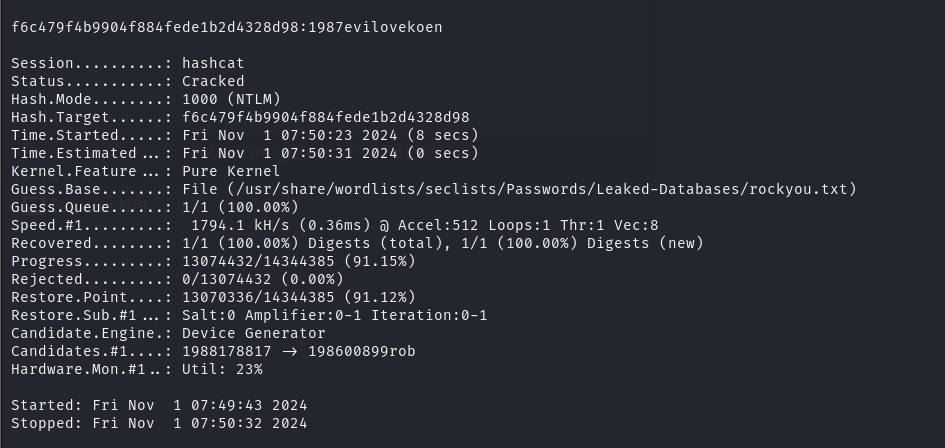 f6c479f4b9904f884fede1b2d4328d98:1987evilovekoen
Session..........: hashcat
Status...........: Cracked
Hash.Mode........: 1000 (NTLM)
Hash.Target......: f6c479f4b9904f884fede1b2d4328d98
Time.Started.....: Fri Nov  1 07:50:23 2024 (8 secs)
Time.Estimated...: Fri Nov  1 07:50:31 2024 (0 secs)
Kernel.Feature...: Pure Kernel
Guess.Base.......: File (/usr/share/wordlists/seclists/Passwords/Leaked-Databases/rockyou.txt)
Guess.Queue......: 1/1 (100.00%)
Speed.#1.........:  1794.1 kH/s (0.36ms) @ Accel:512 Loops:1 Thr:1 Vec:8
Recovered........: 1/1 (100.00%) Digests (total), 1/1 (100.00%) Digests (new)
Progress.........: 13074432/14344385 (91.15%)
Rejected.........: 0/13074432 (0.00%)
Restore.Point....: 13070336/14344385 (91.12%)
Restore.Sub.#1...: Salt:0 Amplifier:0-1 Iteration:0-1
Candidate.Engine.: Device Generator
Candidates.#1....: 1988178817 -> 198600899rob
Hardware.Mon.#1..: Util: 23%
Started: Fri Nov  1 07:49:43 2024
Stopped: Fri Nov  1 07:50:32 2024